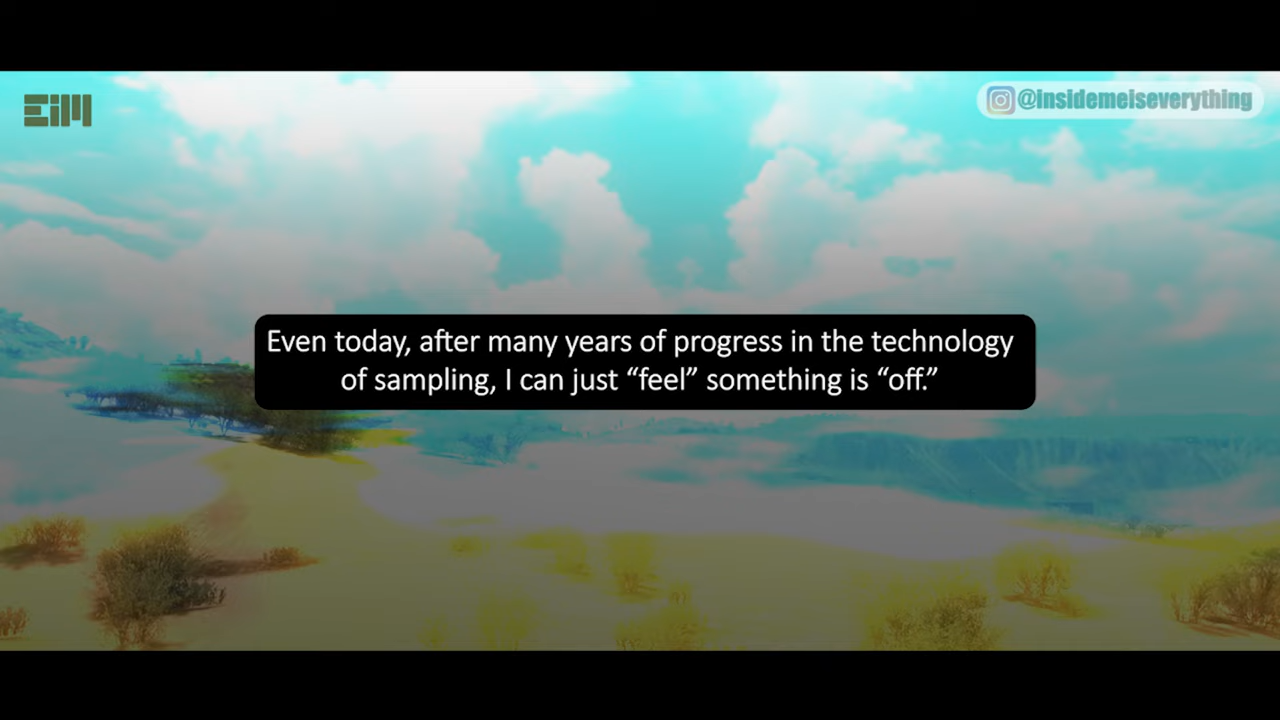 EiM
@insidemeiseverything
Even today, after many years of progress in the technology
of sampling, I can just “feel” something is “off.”